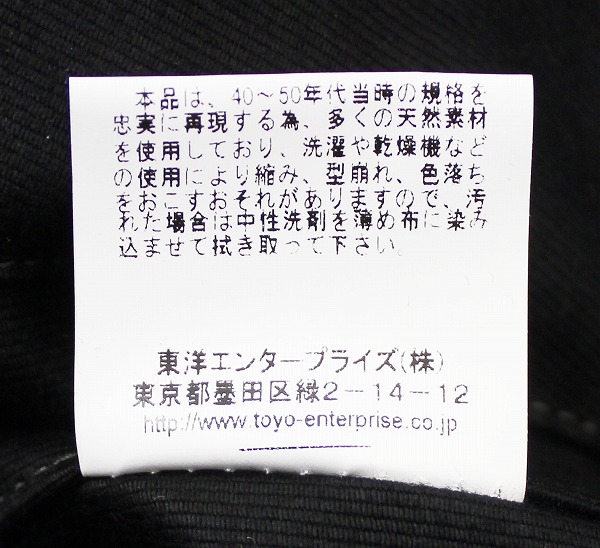 本品は、40～50年代当時の規格を
忠実に再現する為、多くの天然素材
を使用しており、洗濯や乾燥機など
の使用により縮み、型崩れ、色落ち
をおこすおそれがありますので、汚
れた場合は中性洗剤を薄め布に染み
込ませて拭き取って下さい。
東洋エンタープライズ(株)
東京都墨田区緑2－14－12
http://www.toyo-enterprise.co.jp